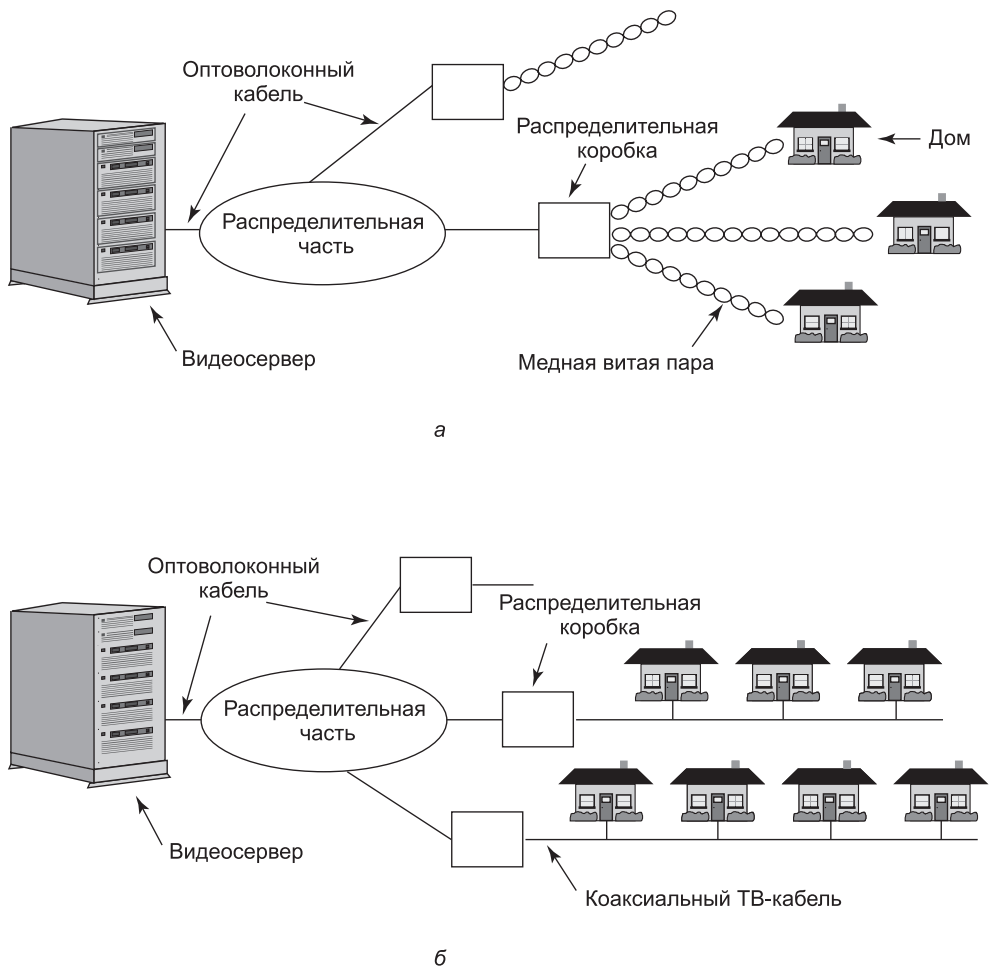 Оптоволоконный
кабель
Распределительная
коробка
Дом
Распределительная
часть
Видеосервер
Медная витая пара
а
Оптоволоконный
кабель
Распределительная
коробка
Распределительная
часть
Видеосервер
Коаксиальный ТВ-кабель
б